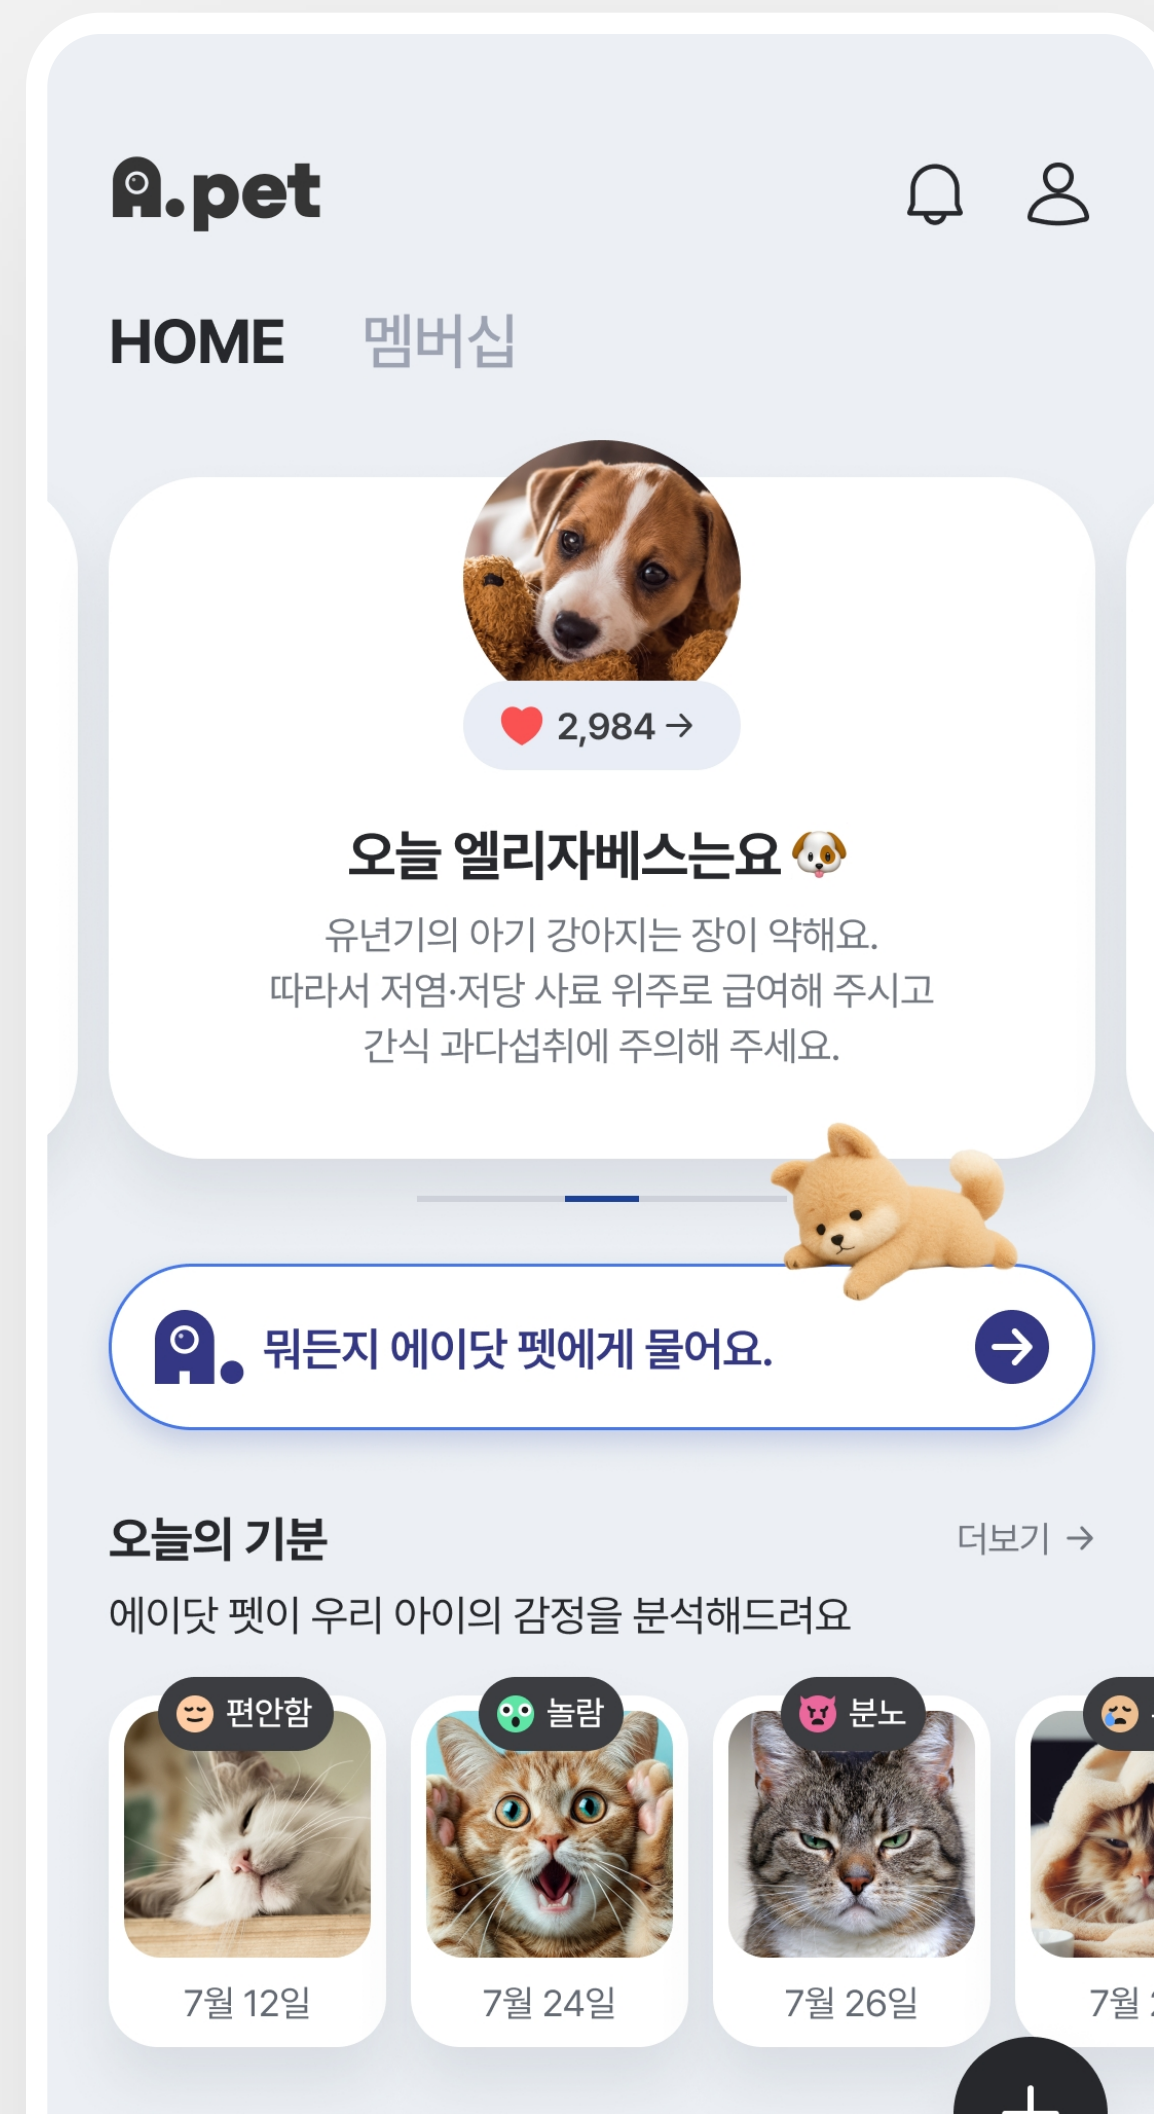 A.pet
HOME 멤버십
2,984
오늘 엘리자베스는요
유년기의 아기 강아지는 장이 약해요.
따라서 저염·저당 사료 위주로 급여해 주시고
간식 과다섭취에 주의해 주세요.
A. 뭐든지 에이닷 펫에게 물어요.
오늘의 기분 더보기
에이닷 펫이 우리 아이의 감정을 분석해드려요
편안함 놀람 분노
7월 12일 7월 24일 7월 26일 7월